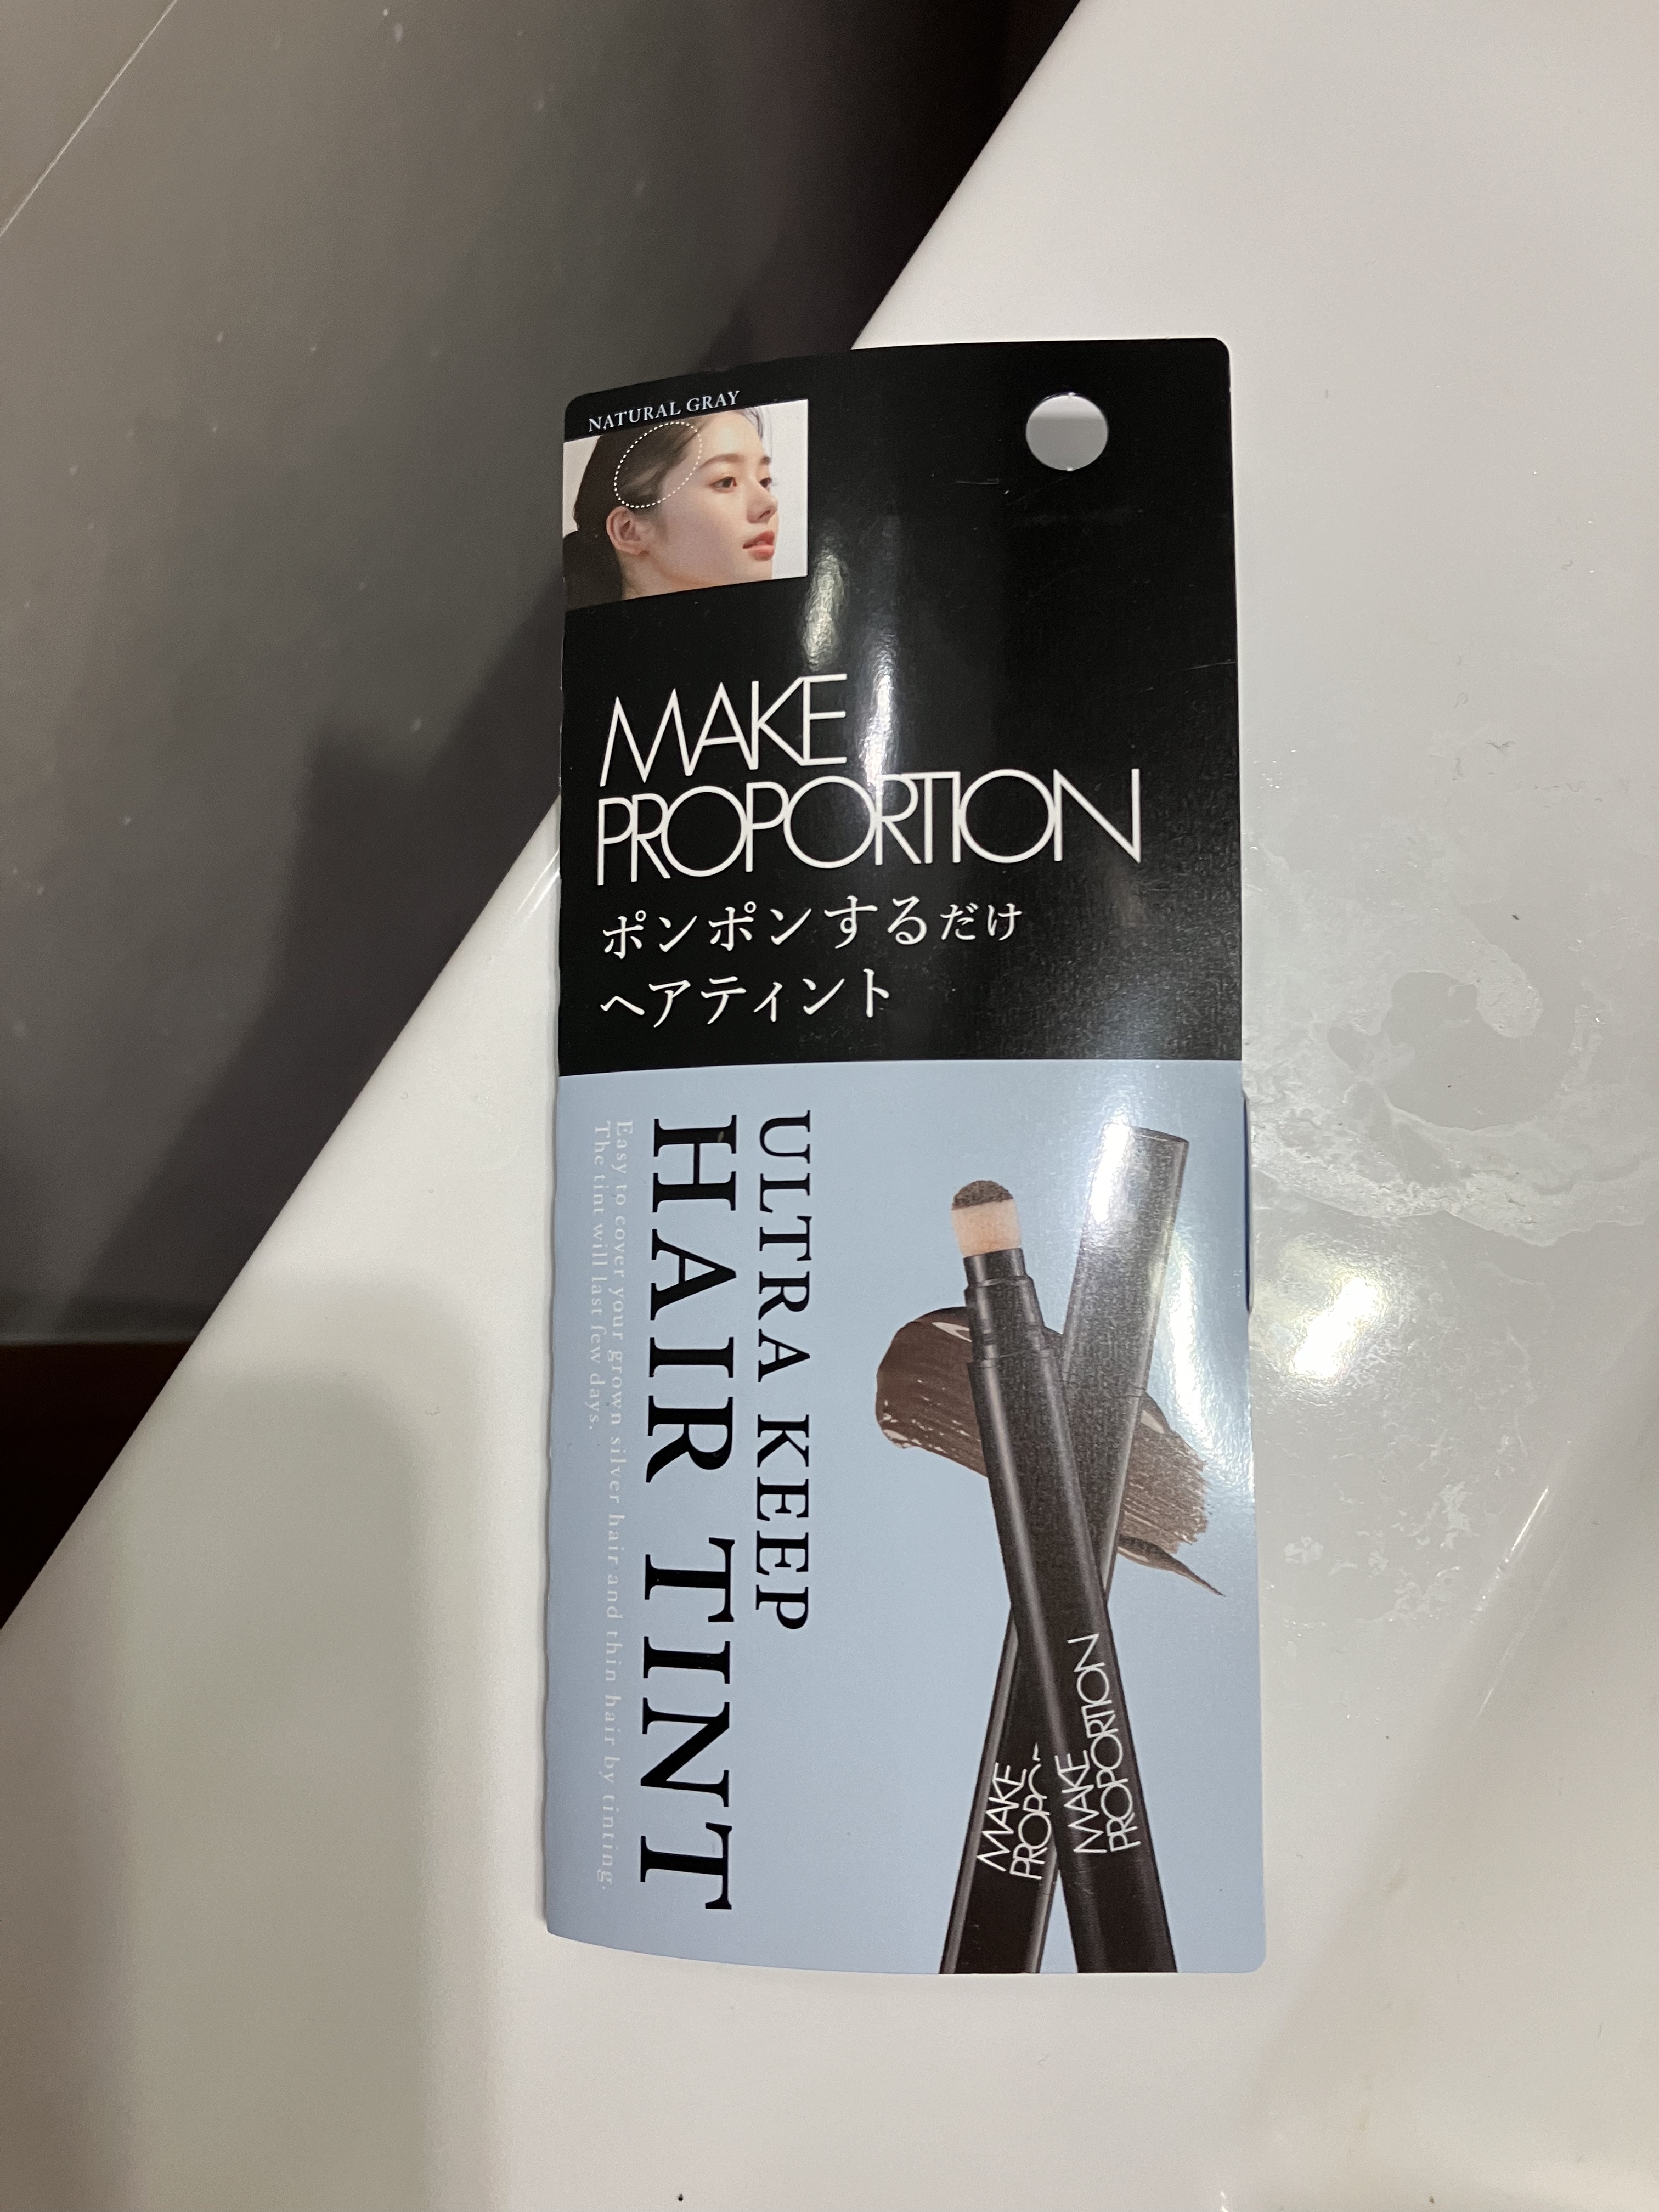 NATURAL GRAY
MAKE
PROPORTION
ポンポンするだけ
ヘアティント
ULTRA KEEP
HAIR TINT
Easy to cover your grown silver hair and thin hair by tinting.
The tint will last few days.
MAKE
PROPO
MAKE
PROPORTION